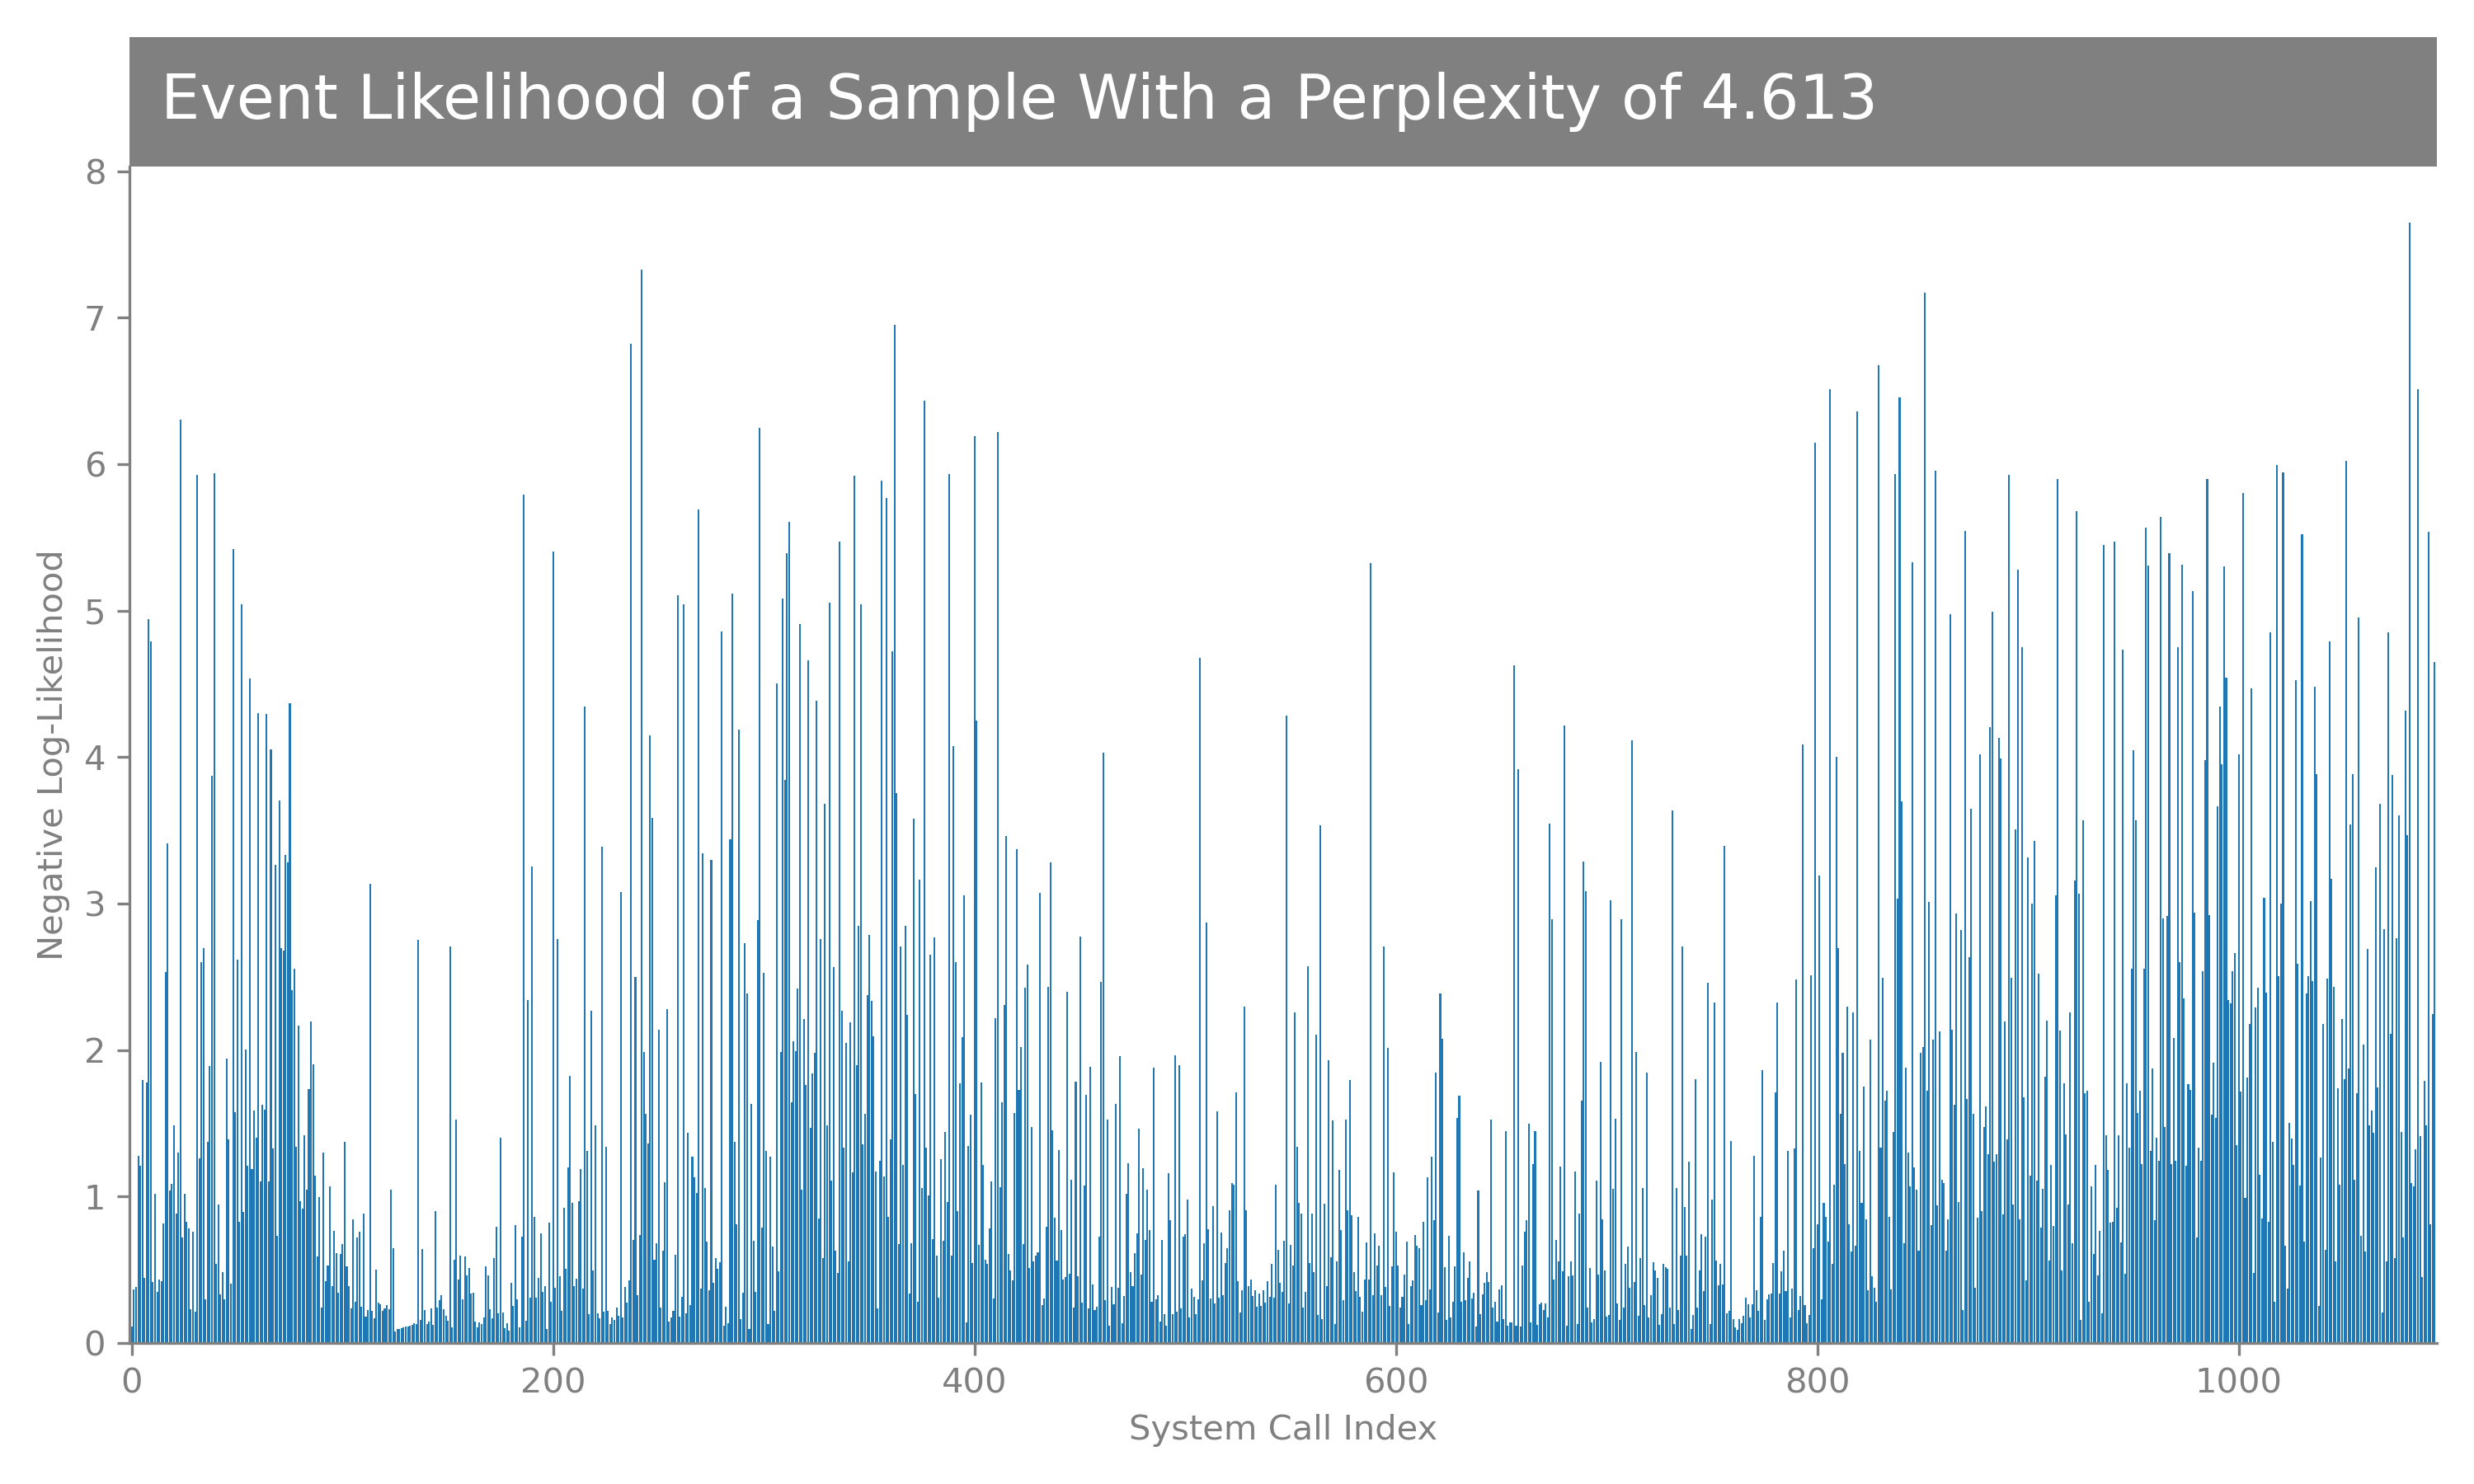 Event Likelihood of a Sample With a Perplexity of 4.613
8
7
6
5
4
3
2
1
0
Negative Log-Likelihood
0 200 400 600 800 1000
System Call Index